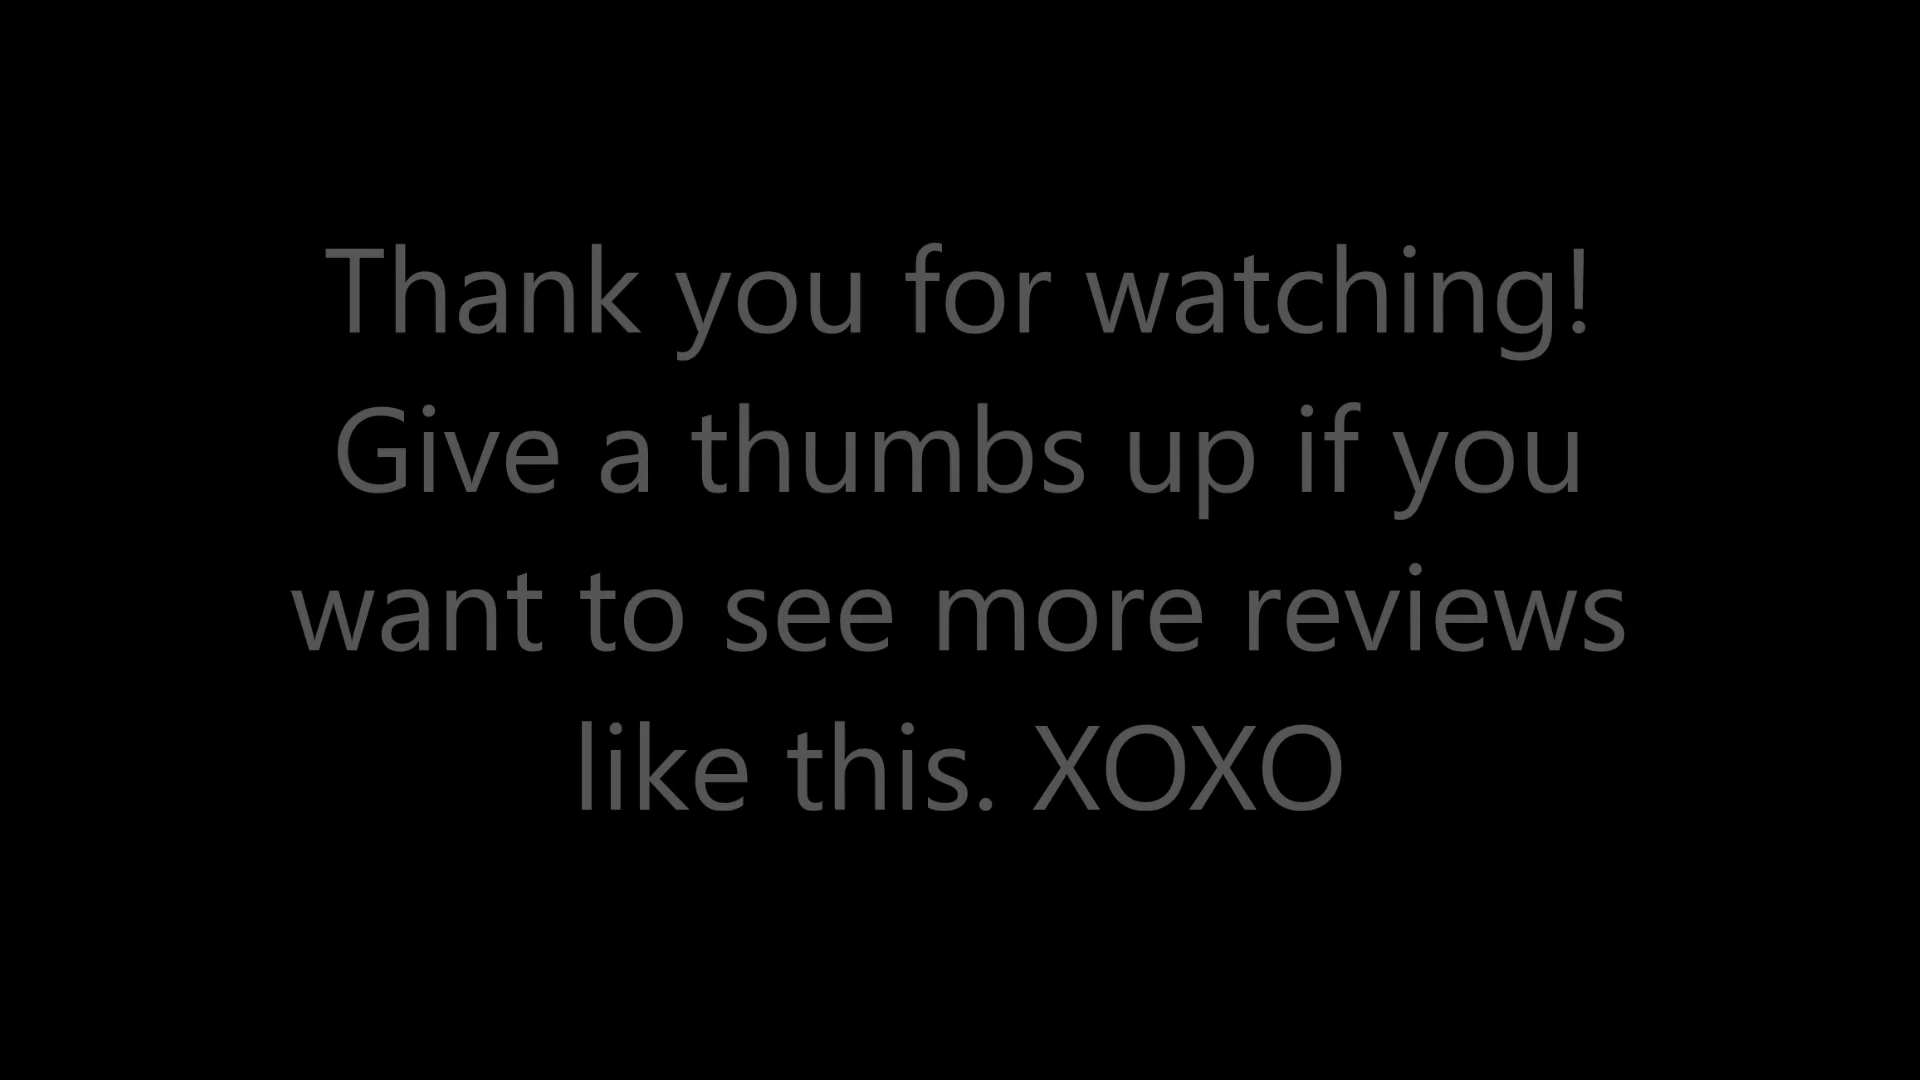 Thank you for watching!
Give a thumbs up if you
want to see more reviews
like this. XOXO